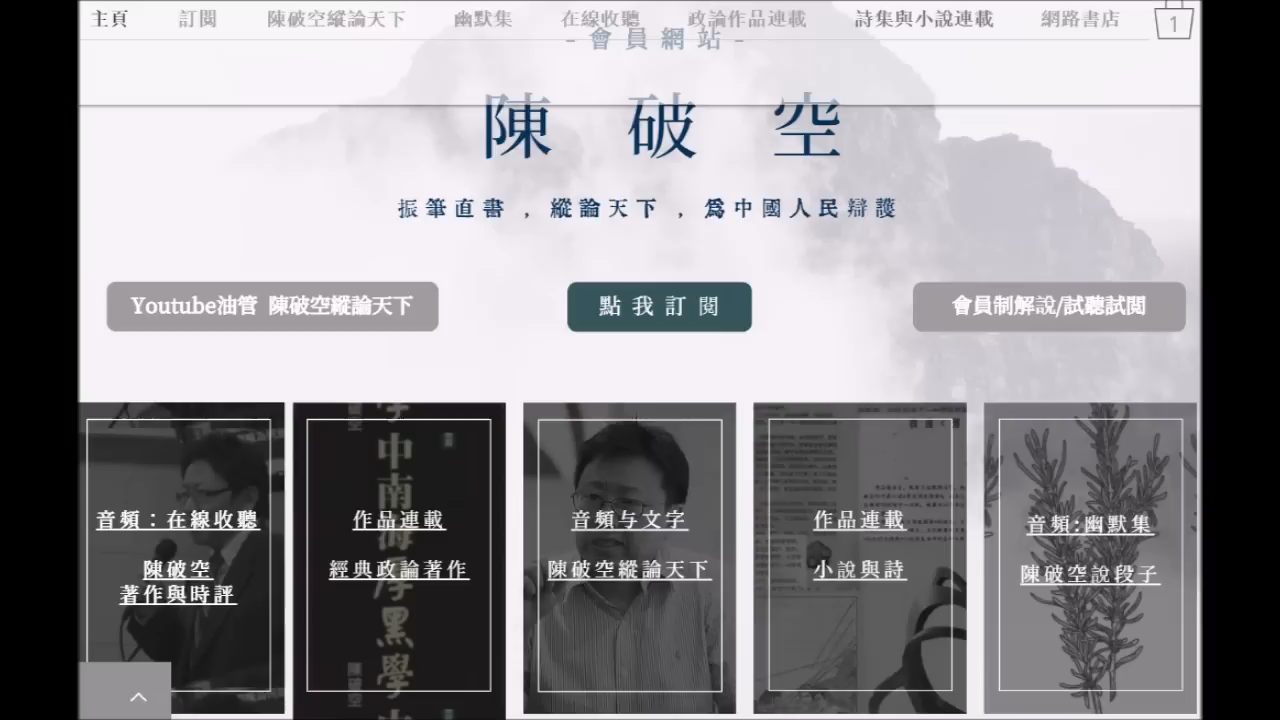 主頁 訂閱 陳破空縱論天下 幽默集 在線收聽 政論作品連載 詩集與小說連載 網路書店 1
- 會員網站 -
陳破空
振筆直書，縱論天下，爲中國人民辯護
Youtube油管 陳破空縱論天下
點我訂閱
會員制解說/試聽試閱
音頻：在線收聽
陳破空
著作與時評
作品連載
經典政論著作
中南海厚黑學
音頻与文字
陳破空縱論天下
作品連載
小說與詩
音頻:幽默集
陳破空說段子